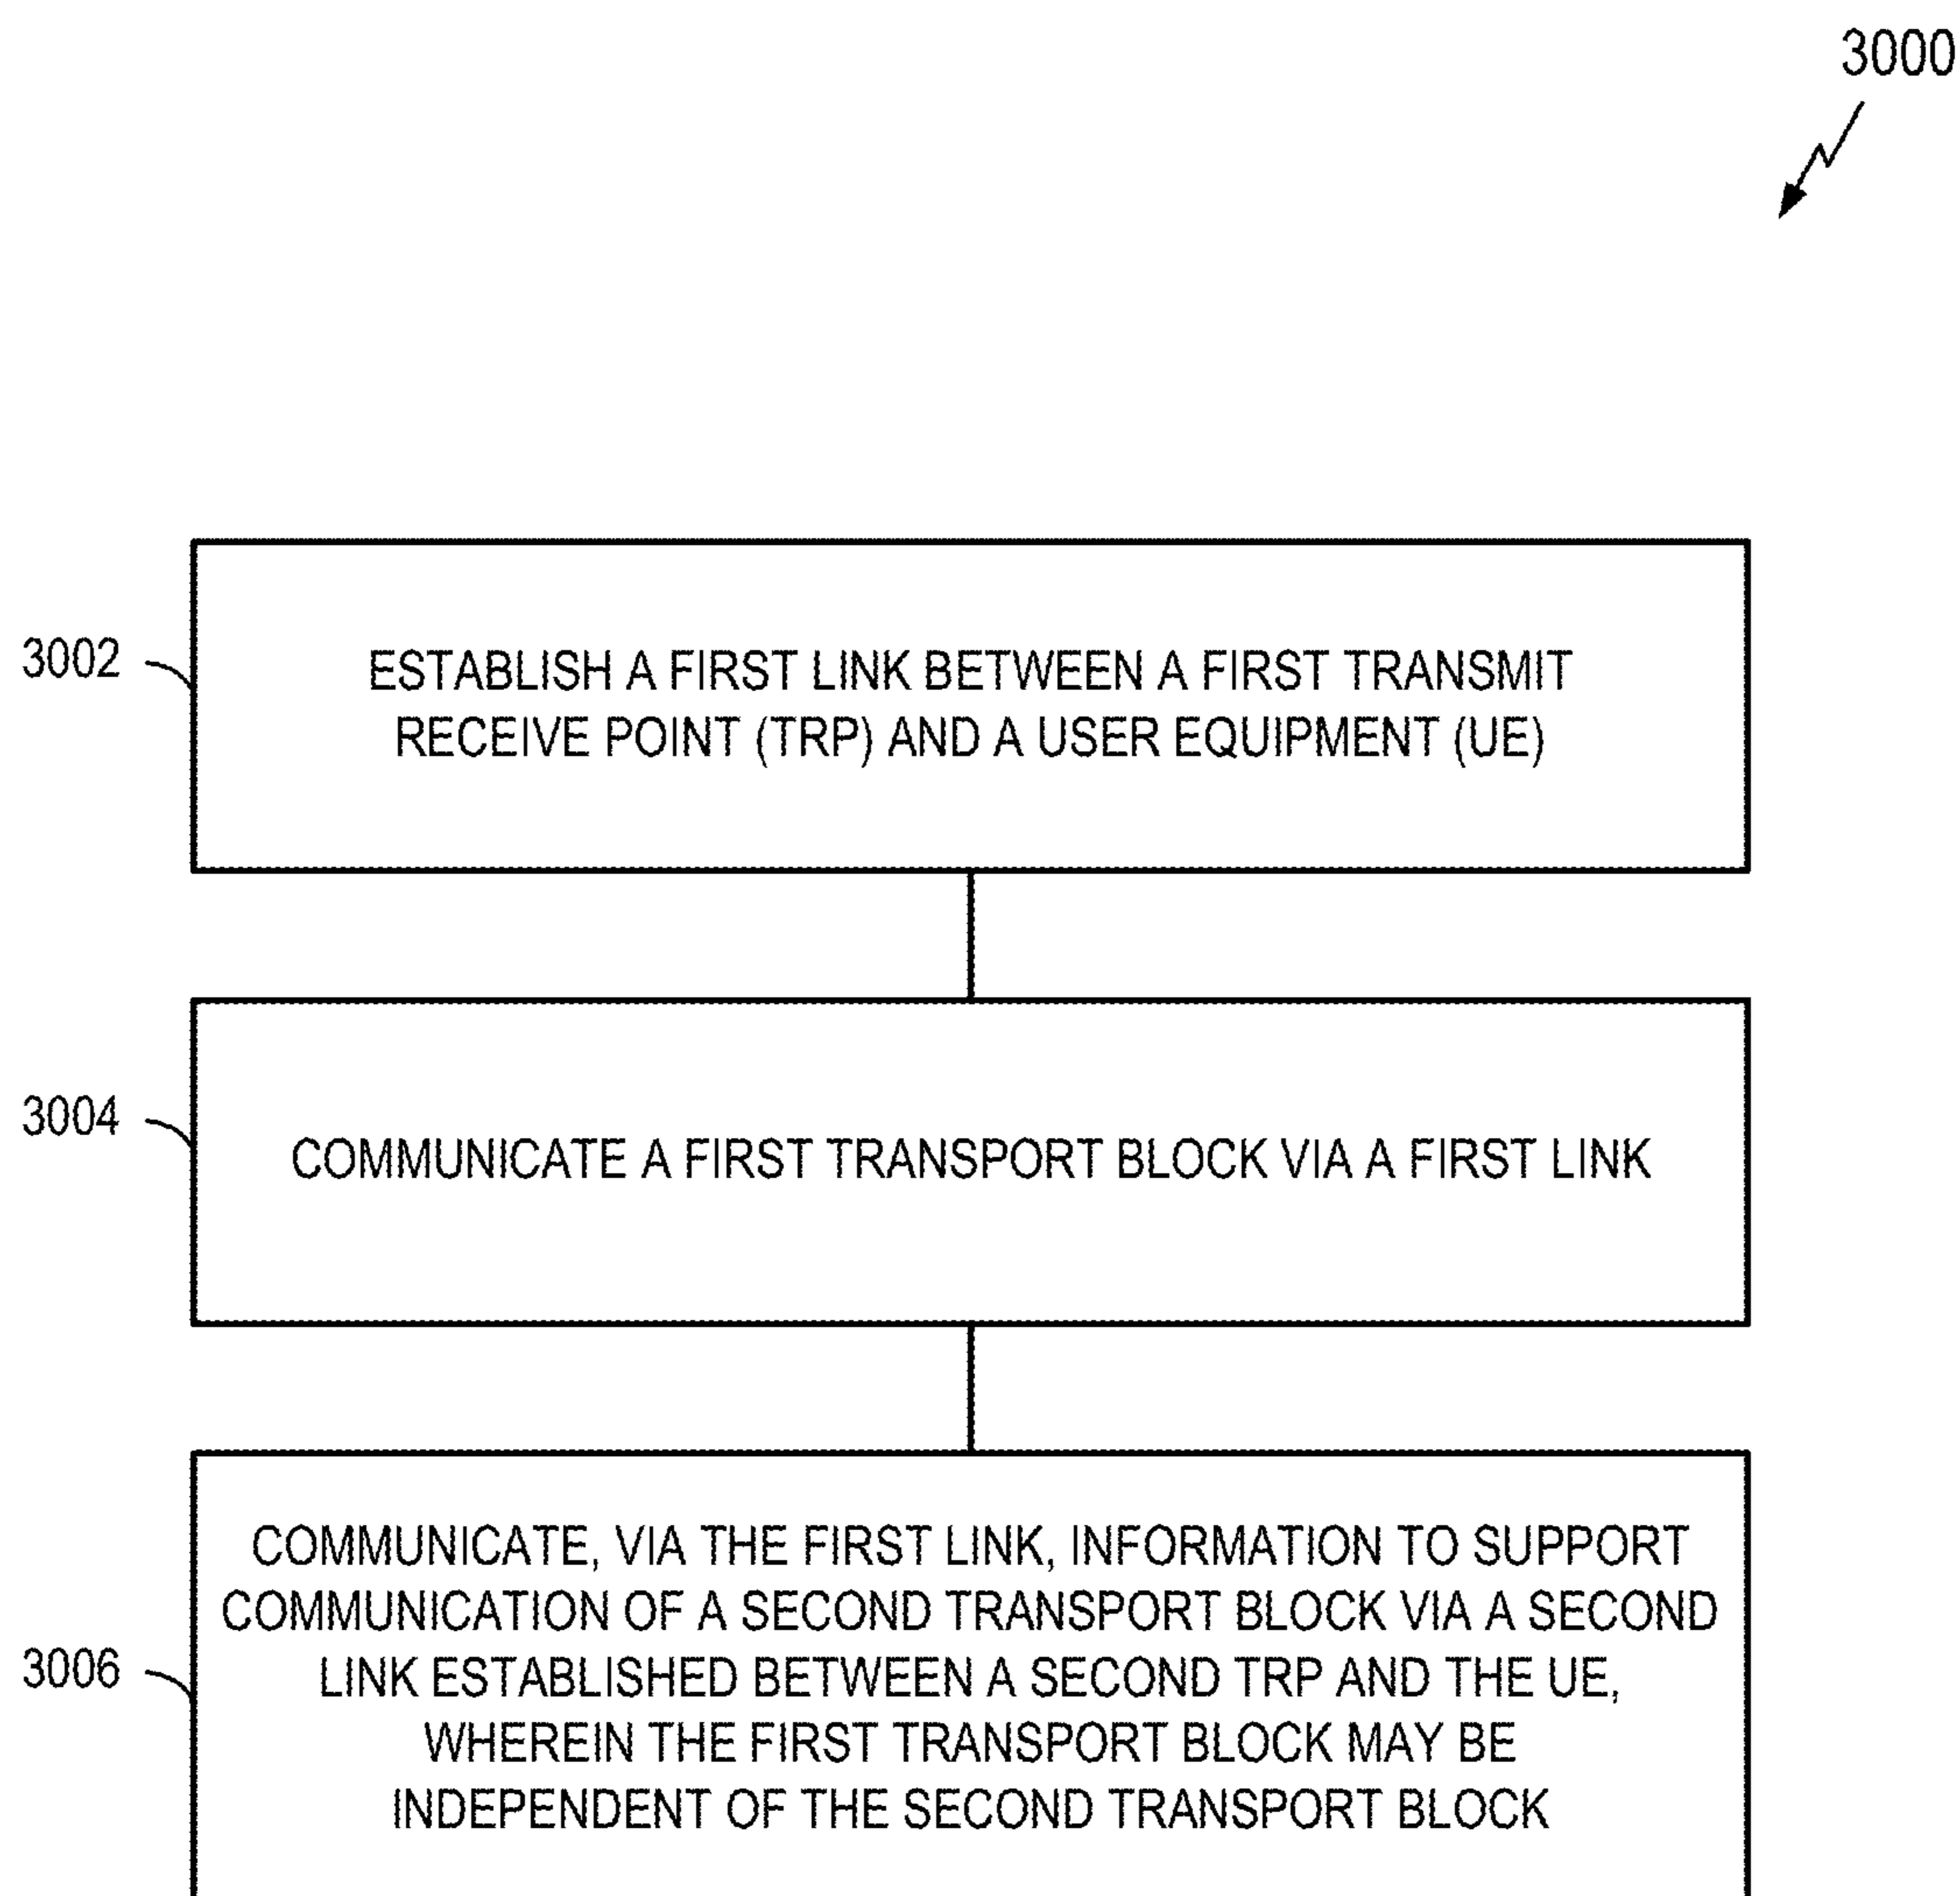 3000
3002
ESTABLISH A FIRST LINK BETWEEN A FIRST TRANSMIT
RECEIVE POINT (TRP) AND A USER EQUIPMENT (UE)
3004
COMMUNICATE A FIRST TRANSPORT BLOCK VIA A FIRST LINK
3006
COMMUNICATE, VIA THE FIRST LINK, INFORMATION TO SUPPORT
COMMUNICATION OF A SECOND TRANSPORT BLOCK VIA A SECOND
LINK ESTABLISHED BETWEEN A SECOND TRP AND THE UE,
WHEREIN THE FIRST TRANSPORT BLOCK MAY BE
INDEPENDENT OF THE SECOND TRANSPORT BLOCK